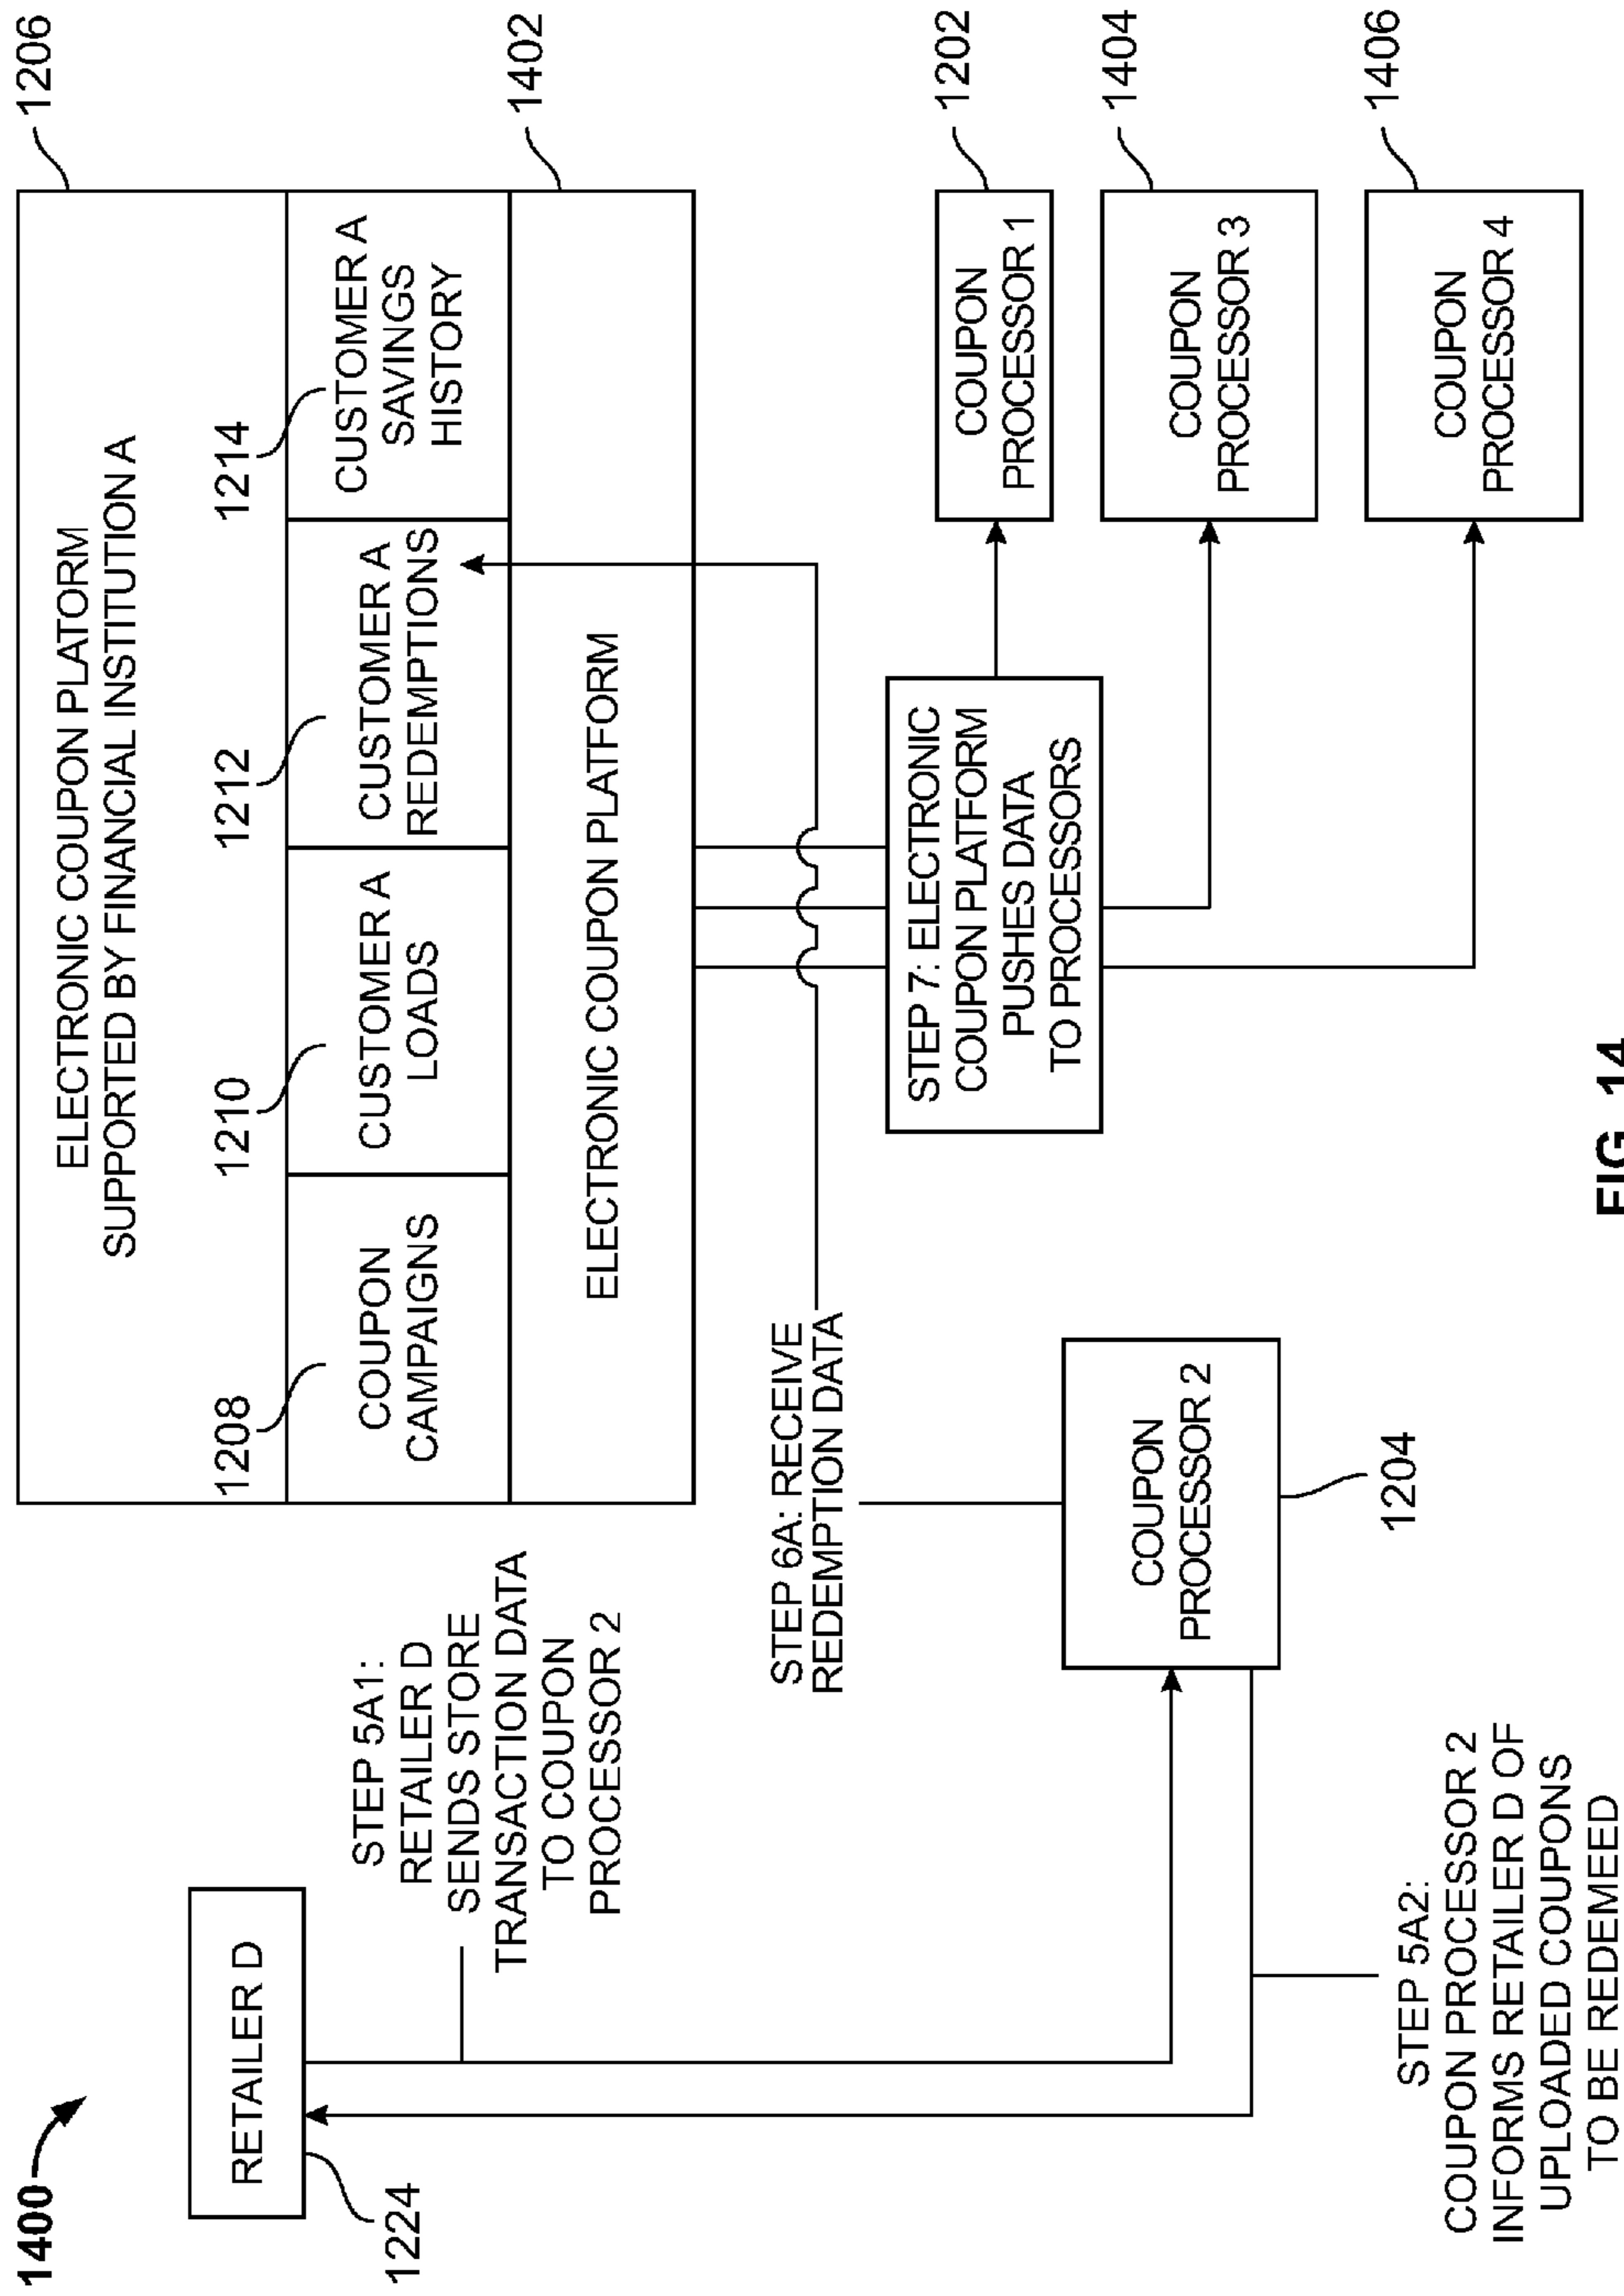 1400
ELECTRONIC COUPON PLATORM
SUPPORTED BY FINANCIAL INSTITUTION A
1206
1208
1210
1212
1214
COUPON
CAMPAIGNS
CUSTOMER A
LOADS
CUSTOMER A
REDEMPTIONS
CUSTOMER A
SAVINGS
HISTORY
ELECTRONIC COUPON PLATFORM
1402
RETAILER D
1224
STEP 5A1:
RETAILER D
SENDS STORE
TRANSACTION DATA
TO COUPON
PROCESSOR 2
STEP 6A: RECEIVE
REDEMPTION DATA
STEP 7: ELECTRONIC
COUPON PLATFORM
PUSHES DATA
TO PROCESSORS
COUPON
PROCESSOR 1
1202
COUPON
PROCESSOR 3
1404
COUPON
PROCESSOR 4
1406
COUPON
PROCESSOR 2
1204
STEP 5A2:
COUPON PROCESSOR 2
INFORMS RETAILER D OF
UPLOADED COUPONS
TO BE REDEEMED
FIG. 14